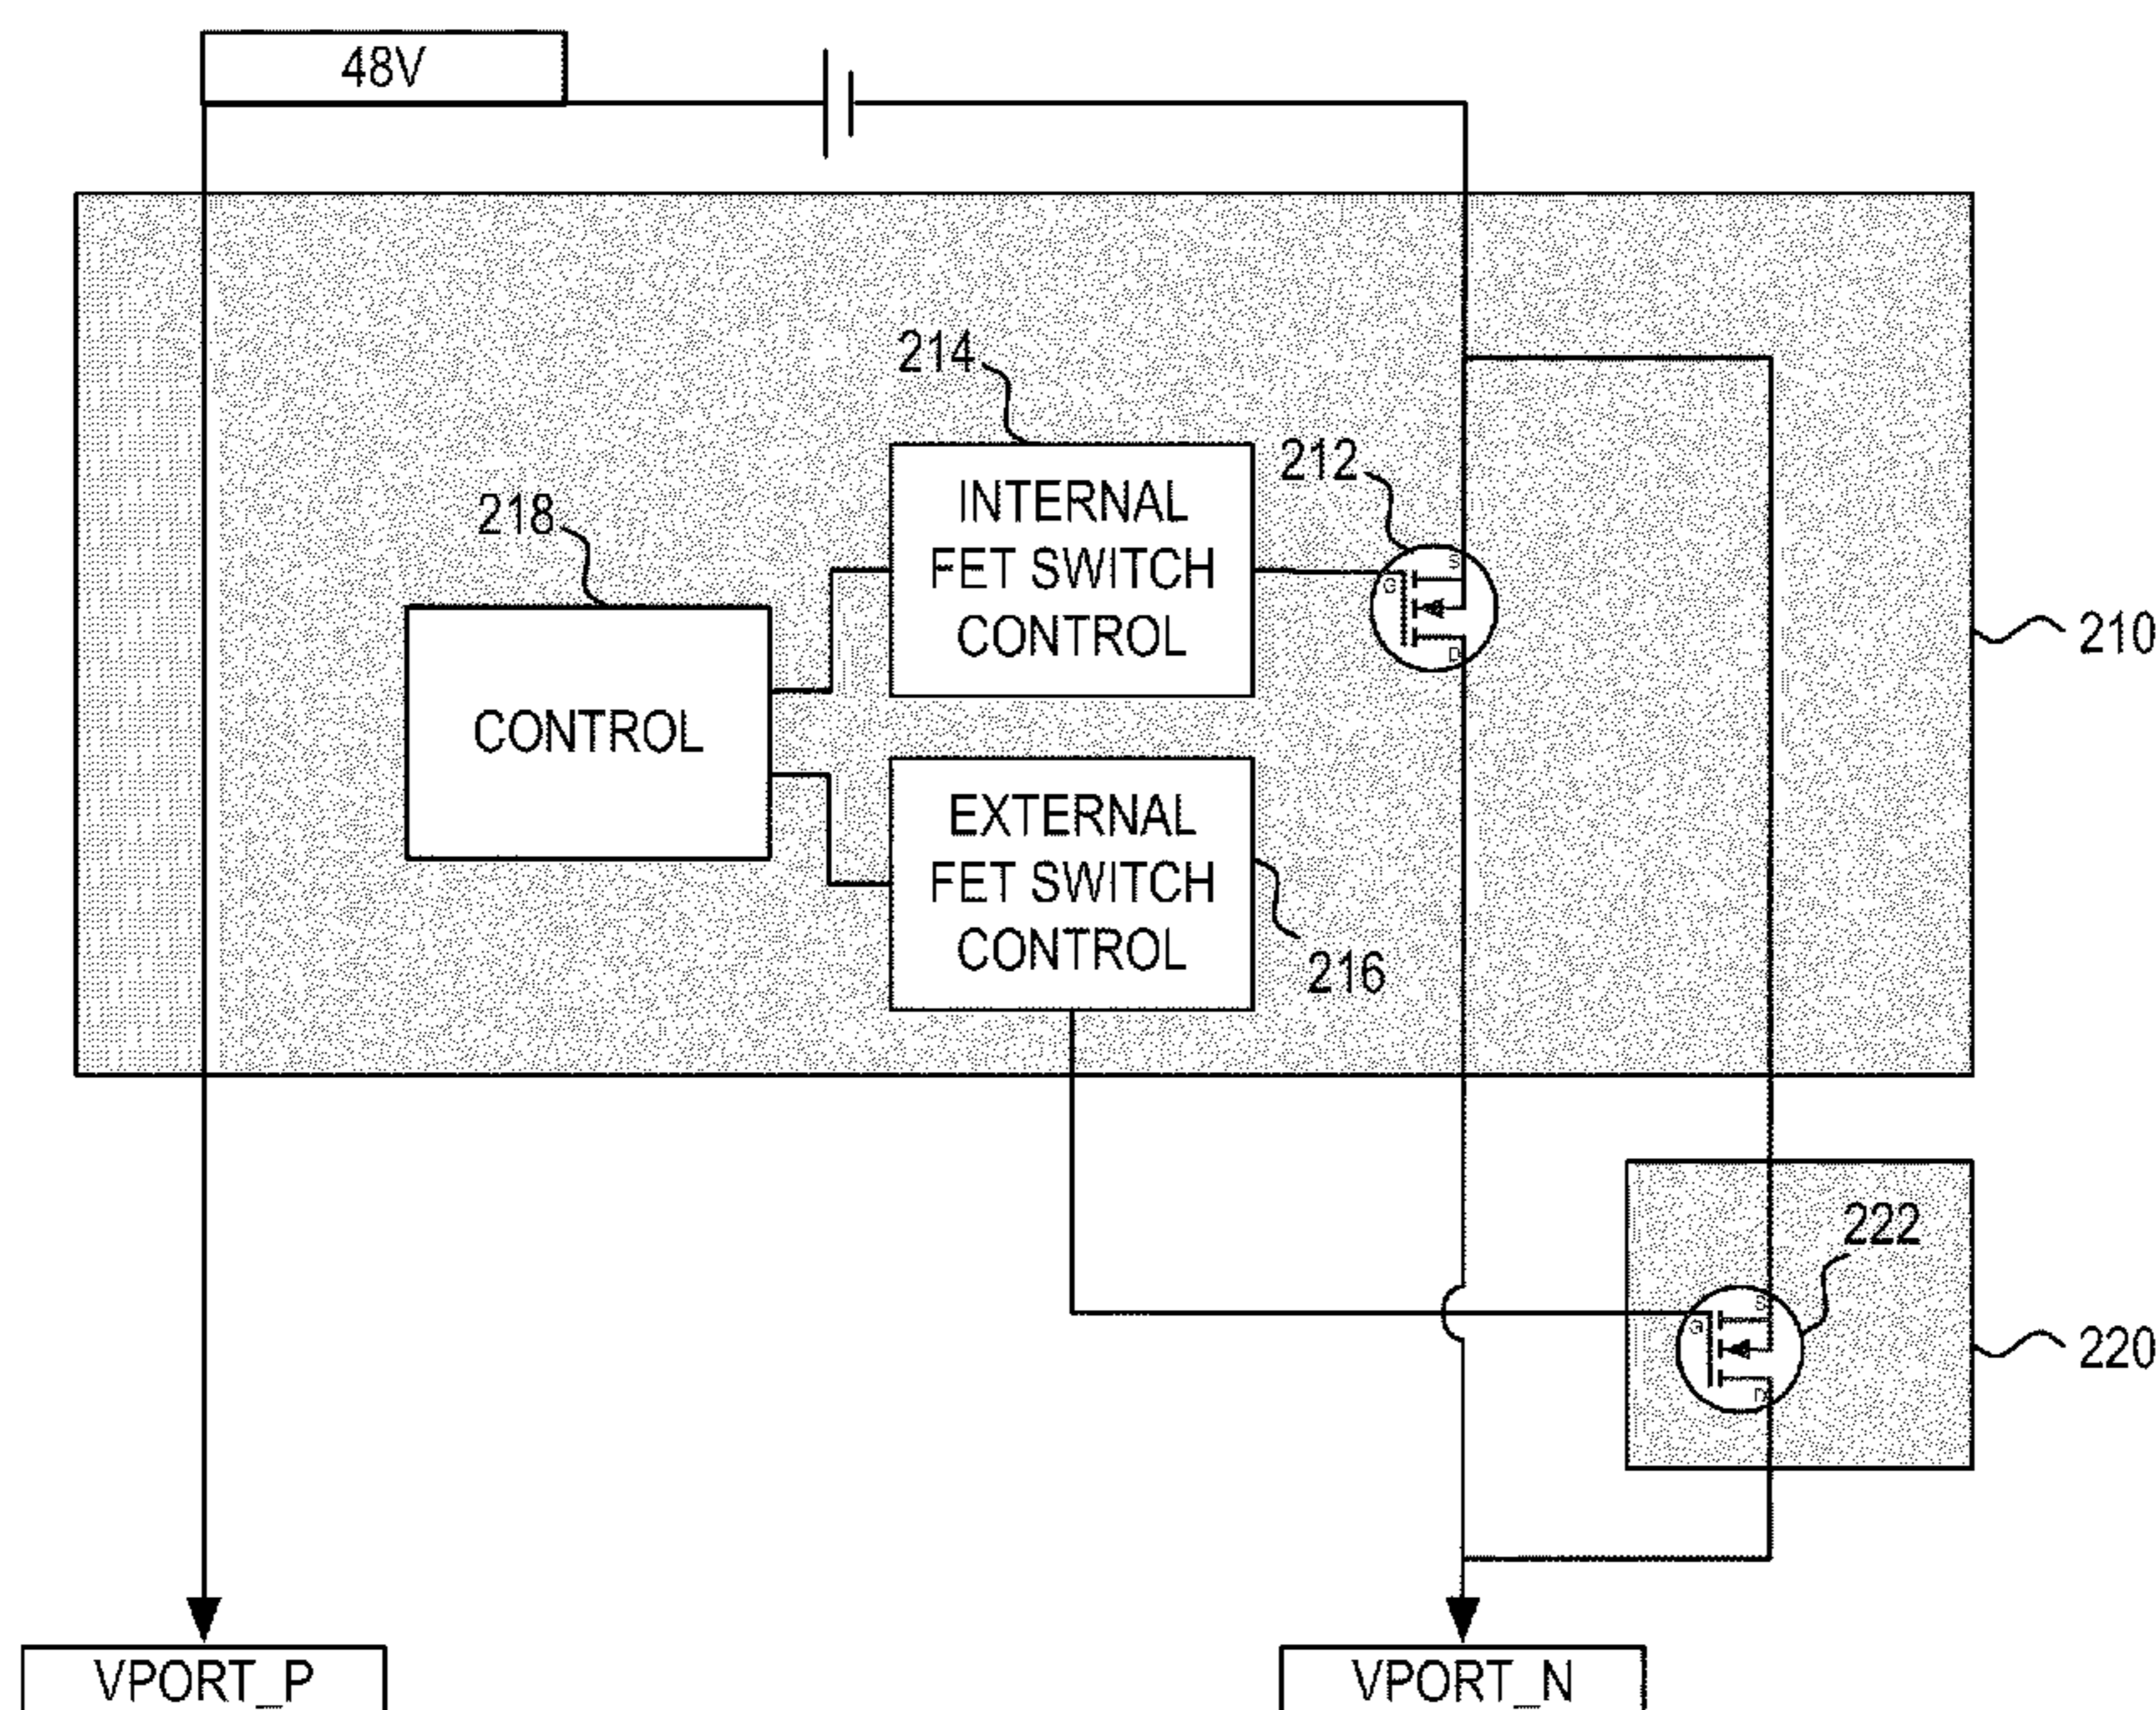 48V
214
INTERNAL
FET SWITCH
CONTROL
212
S
G
D
218
CONTROL
210
EXTERNAL
FET SWITCH
CONTROL
216
222
S
G
D
220
VPORT_P
VPORT_N